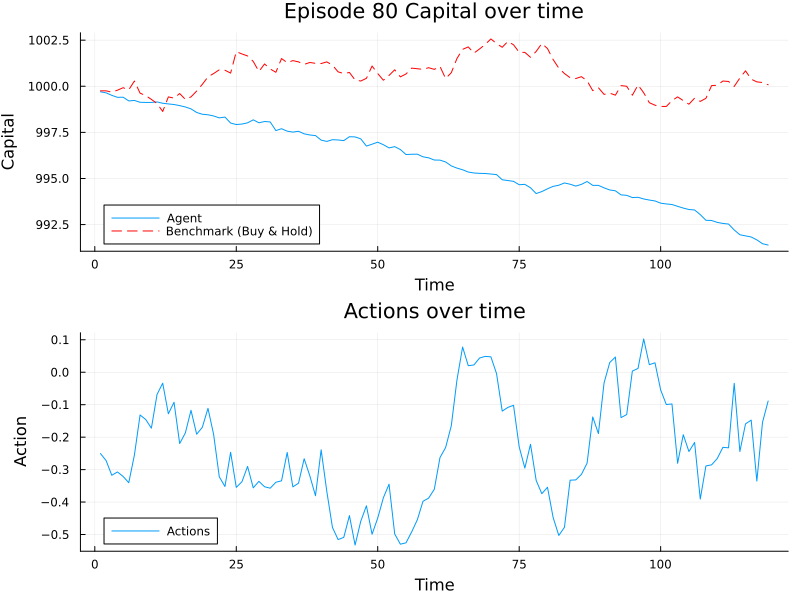 Episode 80 Capital over time
1002.5
1000.0
997.5
995.0
992.5
Capital
Agent
Benchmark (Buy & Hold)
0 25 50 75 100
Time
Actions over time
0.1
0.0
−0.1
−0.2
−0.3
−0.4
−0.5
Action
Actions
0 25 50 75 100
Time